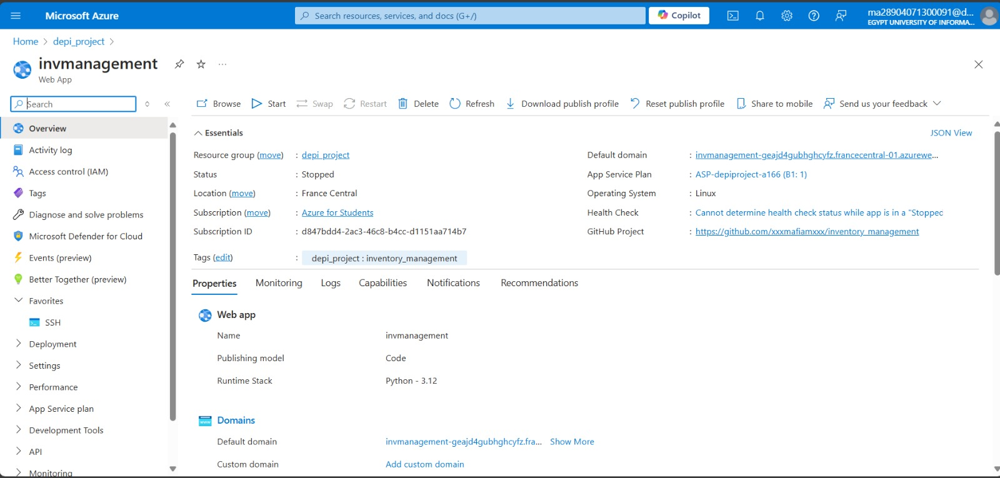 Microsoft Azure
Search resources, services, and docs (G+/)
Copilot
ma28904071300091@d...
EGYPT UNIVERSITY OF INFORMA...
Home > depi_project >
invmanagement
Web App
Search
Browse Start Swap Restart Delete Refresh Download publish profile Reset publish profile Share to mobile Send us your feedback
Overview
Activity log
Access control (IAM)
Tags
Diagnose and solve problems
Microsoft Defender for Cloud
Events (preview)
Better Together (preview)
Favorites
SSH
Deployment
Settings
Performance
App Service plan
Development Tools
API
Monitoring
Essentials
JSON View
Resource group (move) : depi_project
Status : Stopped
Location (move) : France Central
Subscription (move) : Azure for Students
Subscription ID : d847bdd4-2ac3-46c8-b4cc-d1151aa714b7
Default domain : invmanagement-geajd4gubhghcyfz.francecentral-01.azurewe...
App Service Plan : ASP-depiproject-a166 (B1: 1)
Operating System : Linux
Health Check : Cannot determine health check status while app is in a "Stopped
GitHub Project : https://github.com/xxxmafiamxxx/inventory_management
Tags (edit) : depi_project : inventory_management
Properties Monitoring Logs Capabilities Notifications Recommendations
Web app
Name invmanagement
Publishing model Code
Runtime Stack Python - 3.12
Domains
Default domain invmanagement-geajd4gubhghcyfz.fra... Show More
Custom domain Add custom domain